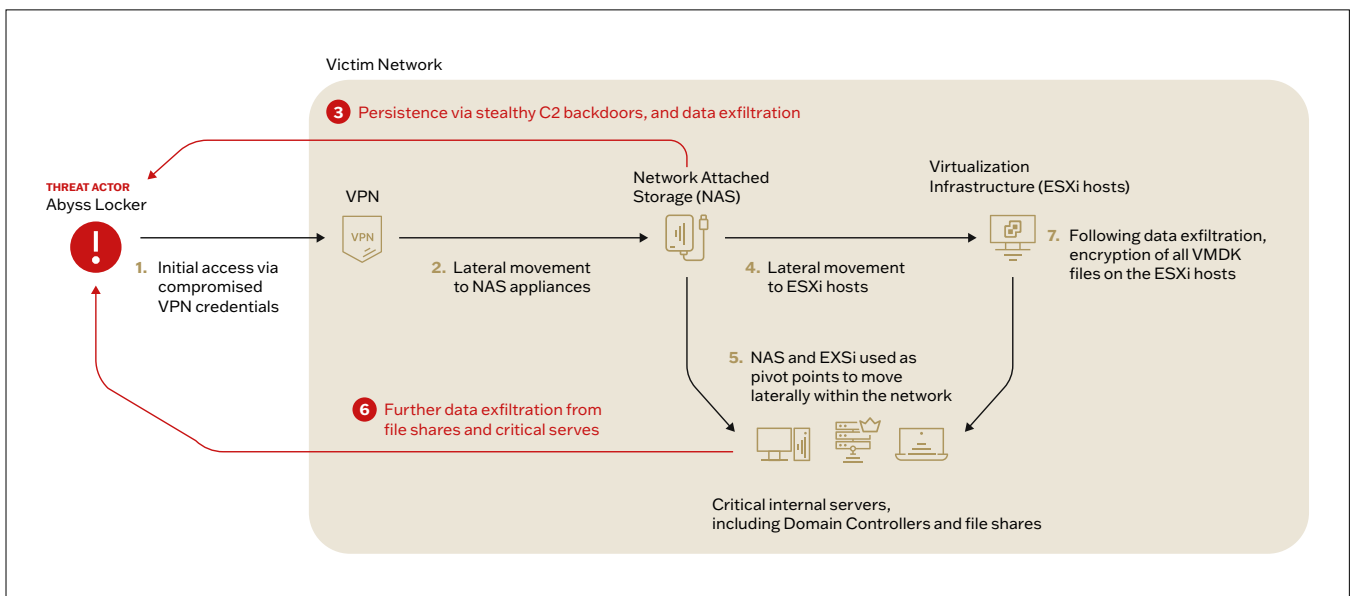 Victim Network
3 Persistence via stealthy C2 backdoors, and data exfiltration
THREAT ACTOR
Abyss Locker
VPN
VPN
Network Attached
Storage (NAS)
Virtualization
Infrastructure (ESXi hosts)
1. Initial access via
compromised
VPN credentials
2. Lateral movement
to NAS appliances
4. Lateral movement
to ESXi hosts
7. Following data exfiltration,
encryption of all VMDK
files on the ESXi hosts
5. NAS and EXSi used as
pivot points to move
laterally within the network
6 Further data exfiltration from
file shares and critical serves
Critical internal servers,
including Domain Controllers and file shares